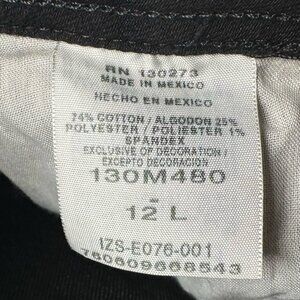 RN 130273
MADE IN MEXICO
HECHO EN MEXICO
74% COTTON / ALGODON 25%
POLYESTER / POLIESTER 1%
SPANDEX
EXCLUSIVE OF DECORATION /
EXCEPTO DECORACION
130M480
-
12 L
IZS-E076-001
760609668543